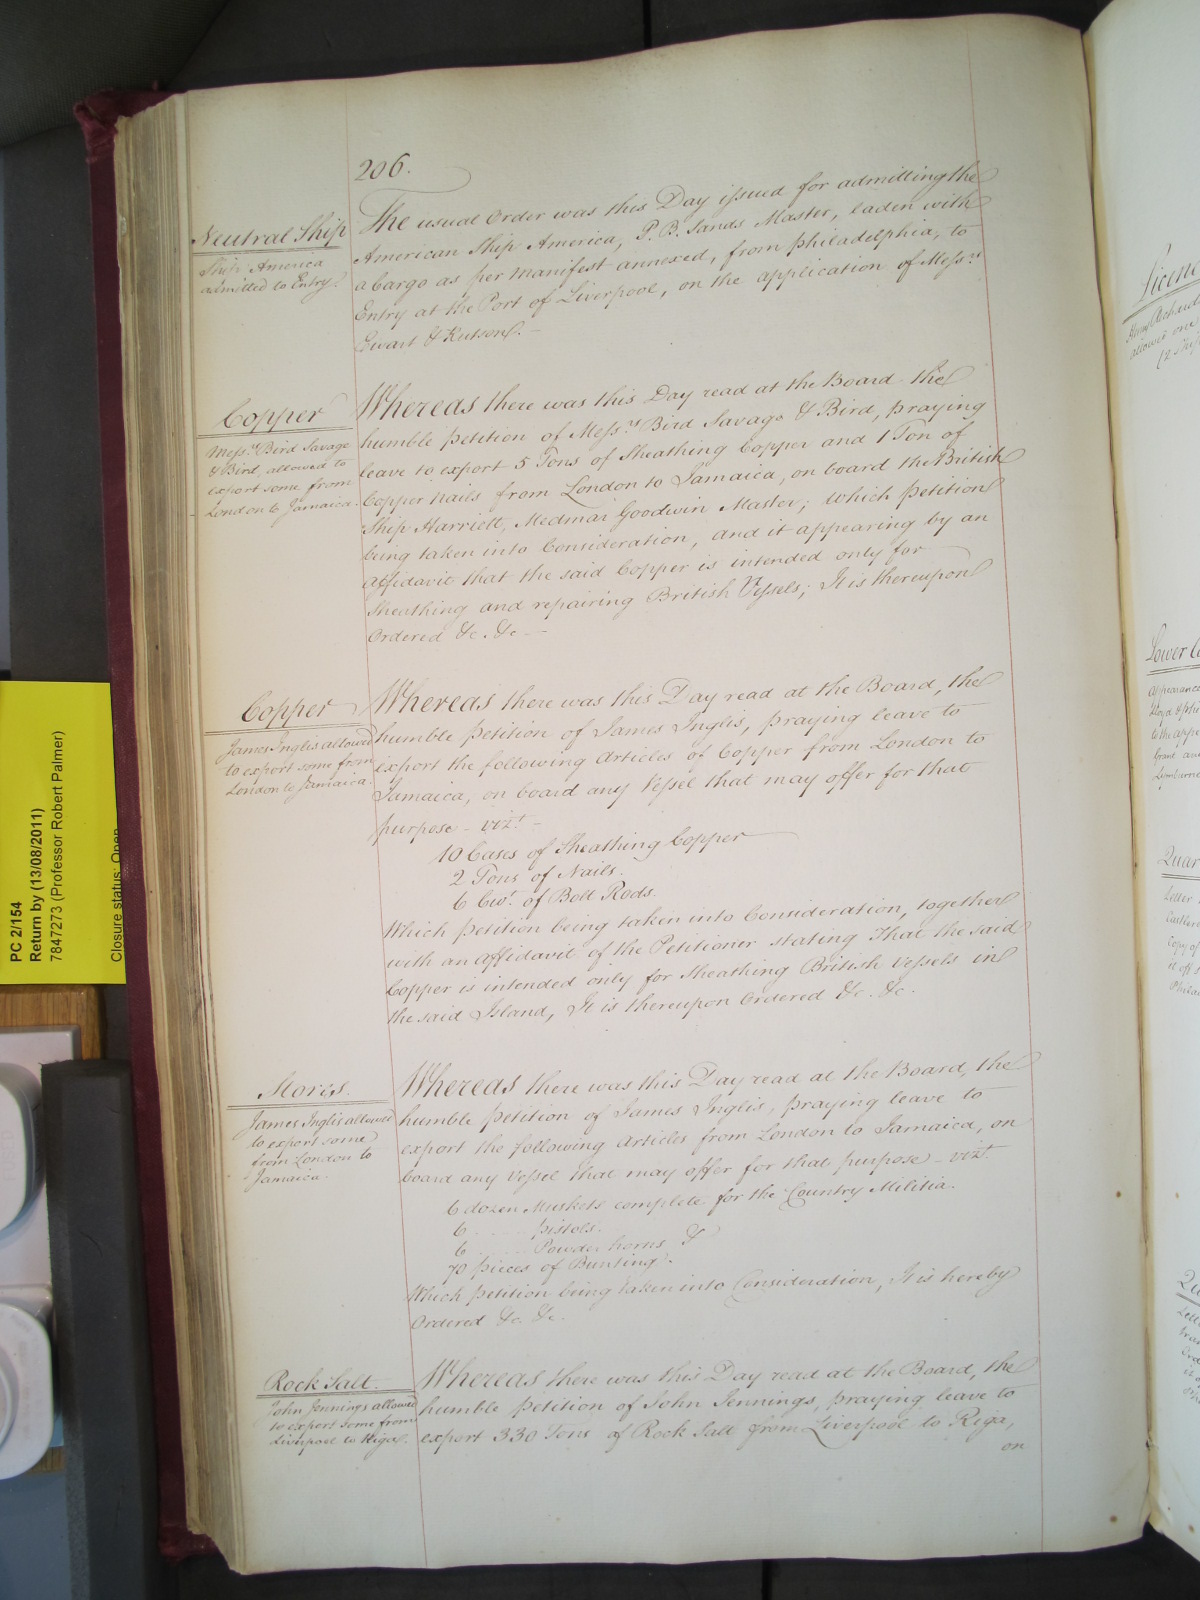 206.
Neutral Ship
Ship America
admitted to Entry.
The usual Order was this Day issued for admitting the
American Ship America, P. B. Sands Master, laden with
a Cargo as per Manifest annexed, from Philadelphia, to
Entry at the Port of Liverpool, on the application of Messrs
Ewart & Rutson. —
Copper
Messrs Bird Savage
& Bird, allowed to
export some from
London to Jamaica.
Whereas there was this Day read at the Board the
humble Petition of Messrs Bird Savage & Bird, praying
leave to export 5 Tons of Sheathing Copper and 1 Ton of
Copper Nails from London to Jamaica, on board the British
Ship Harriett, Medmar Goodwin Master; Which Petition
being taken into Consideration, and it appearing by an
affidavit that the said Copper is intended only for
Sheathing and repairing British Vessels; It is thereupon
Ordered &c. &c. —
Copper
James Inglis allowed
to export some from
London to Jamaica.
Whereas there was this Day read at the Board, the
humble Petition of James Inglis, praying leave to
export the following Articles of Copper from London to
Jamaica, on board any Vessel that may offer for that
purpose – vizt. –
10 Cases of Sheathing Copper
2 Tons of Nails.
6 Cwt. of Bolt Rods.
Which Petition being taken into Consideration, together
with an affidavit of the Petitioner stating That the said
Copper is intended only for Sheathing British Vessels in
the said Island, It is thereupon Ordered &c. &c.
Stores.
James Inglis allowed
to export some
from London to
Jamaica.
Whereas there was this Day read at the Board, the
humble Petition of James Inglis, praying leave to
export the following Articles from London to Jamaica, on
board any Vessel that may offer for that purpose – vizt.
6 dozen Muskets complete for the Country Militia.
6 . . . . . Pistols.
6 . . . . . Powder horns &
70 pieces of Bunting.
Which Petition being taken into Consideration, It is hereby
Ordered &c. &c.
Rock Salt.
John Jennings allowed
to export some from
Liverpool to Riga.
Whereas there was this Day read at the Board, the
humble Petition of John Jennings, praying leave to
export 330 Tons of Rock Salt from Liverpool to Riga,
on
PC 2/154
Return by (13/08/2011)
7847273 (Professor Robert Palmer)
Closure status: Open